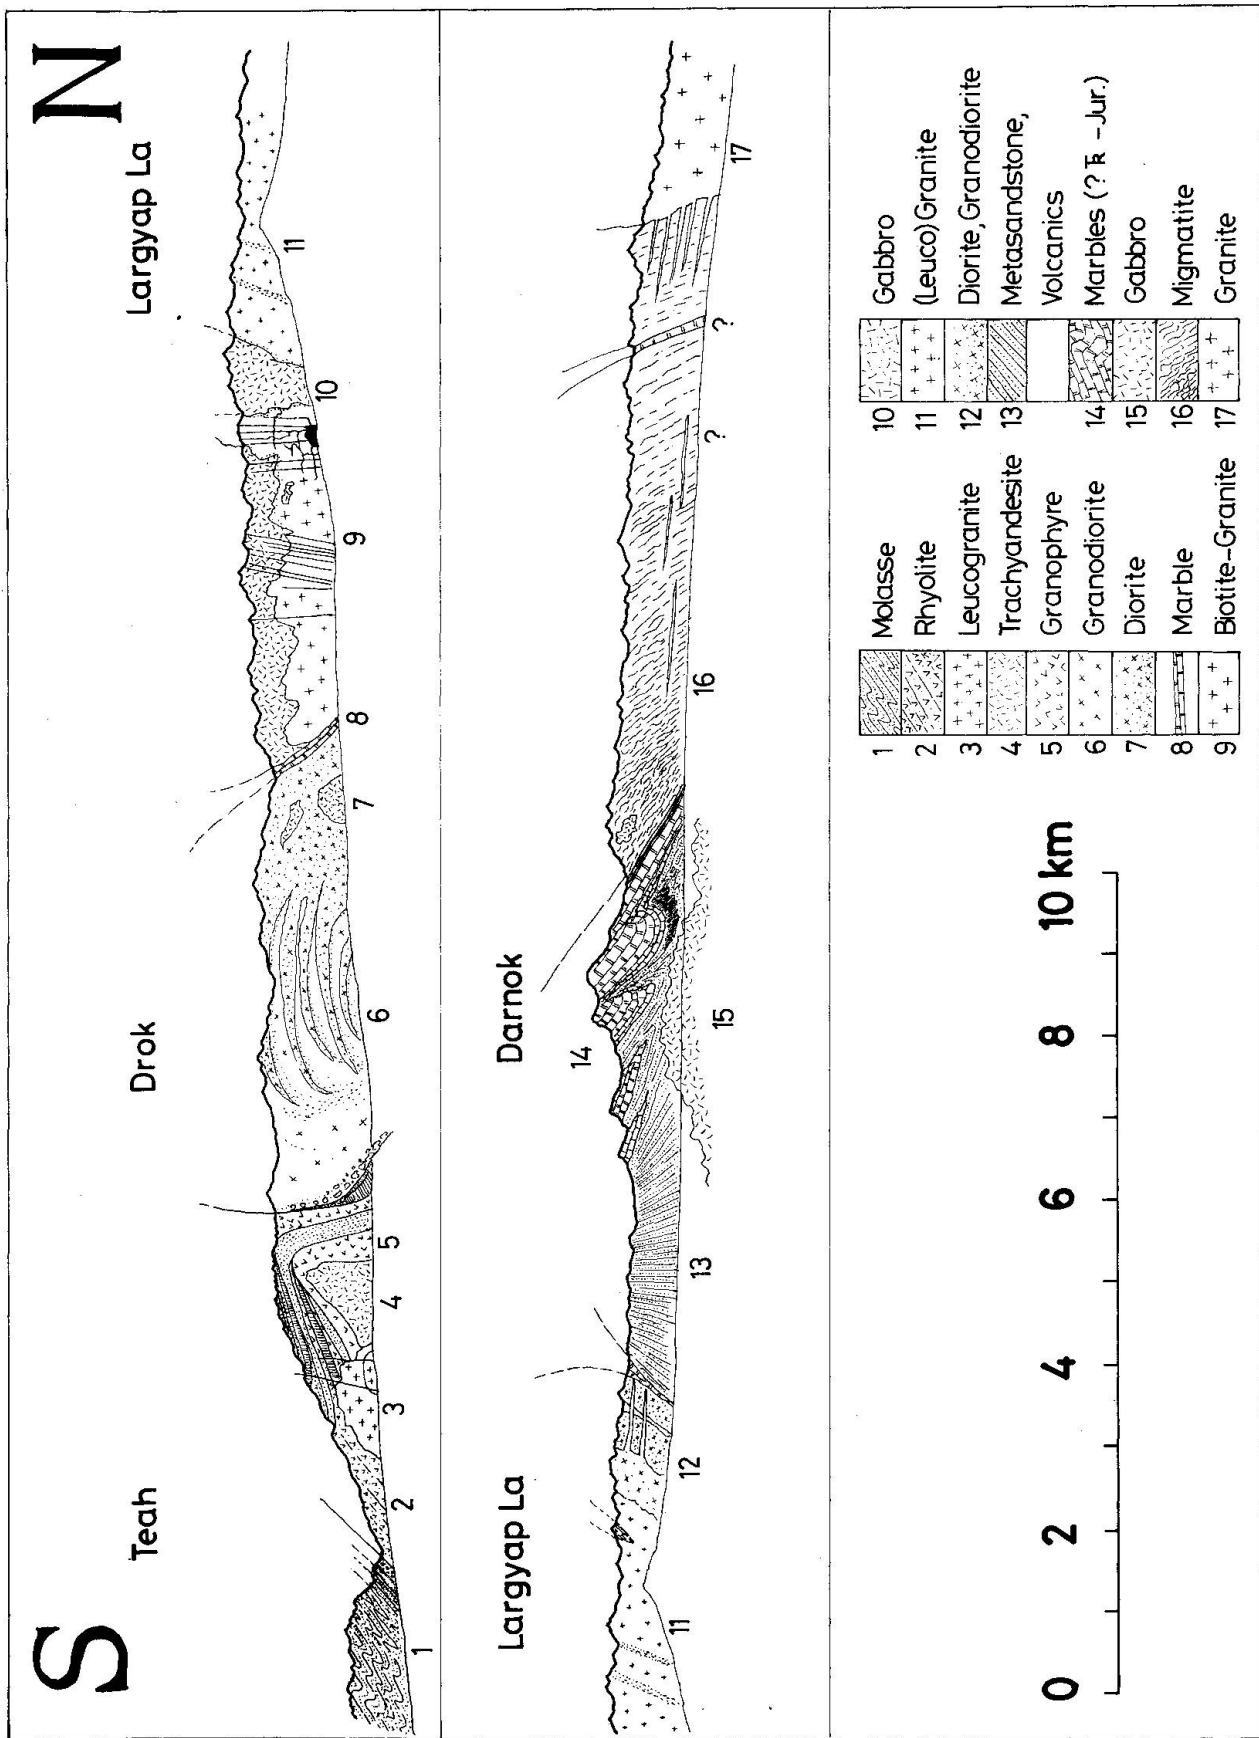 S N
Teah Drok Largyap La
1 2 3 4 5 6 7 8 9 10 11
Largyap La Darnok
11 12 13 14 15 16 ? ? 17
0 2 4 6 8 10 km
1 Molasse
2 Rhyolite
3 Leucogranite
4 Trachyandesite
5 Granophyre
6 Granodiorite
7 Diorite
8 Marble
9 Biotite-Granite
10 Gabbro
11 (Leuco)Granite
12 Diorite, Granodiorite
13 Metasandstone,
Volcanics
14 Marbles (? TR -Jur.)
15 Gabbro
16 Migmatite
17 Granite